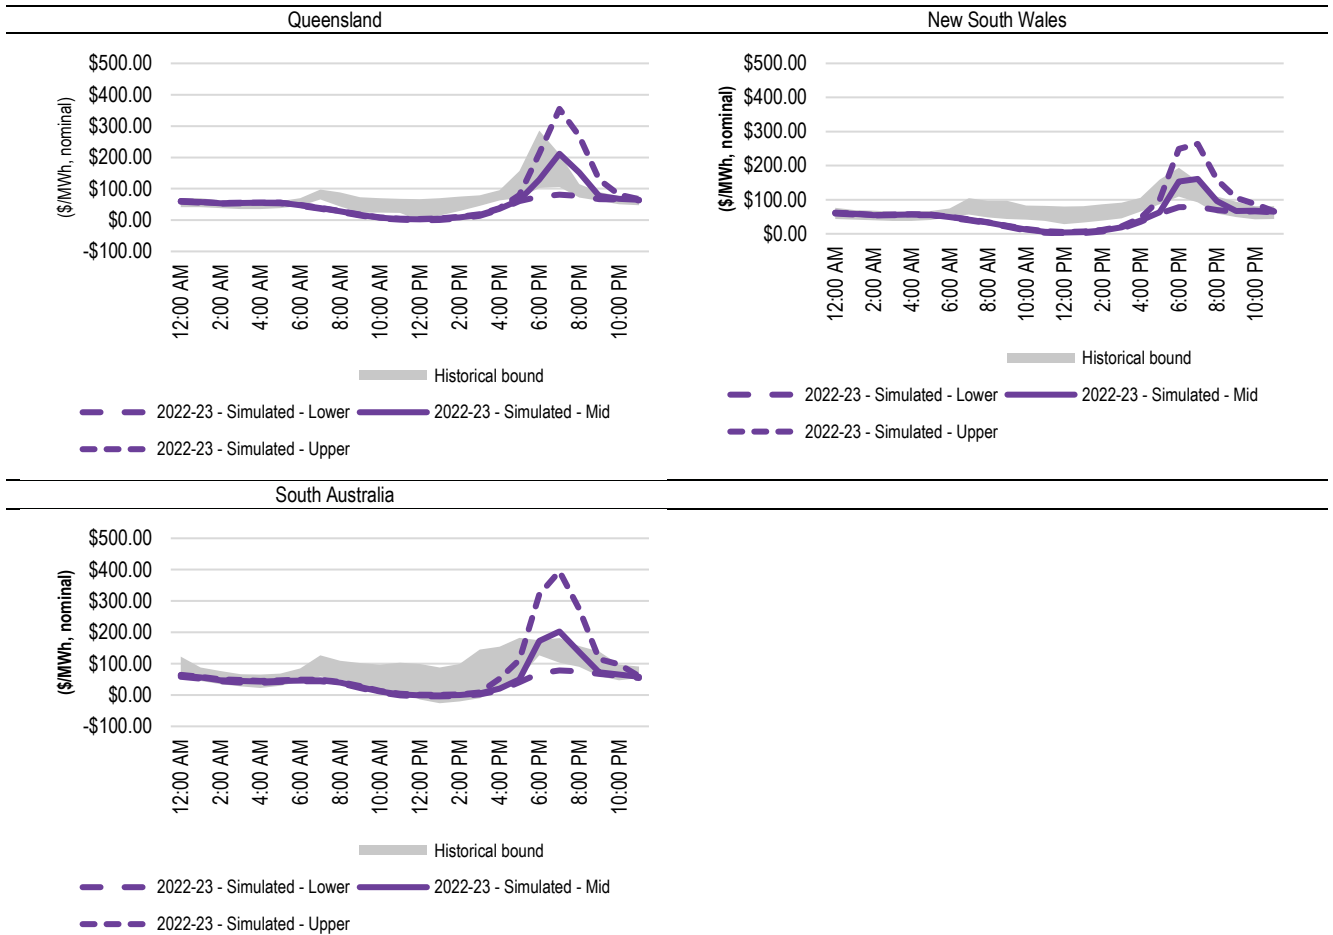 Queensland
New South Wales
$500.00
$400.00
$300.00
$200.00
$100.00
$0.00
-$100.00
($/MWh, nominal)
12:00 AM
2:00 AM
4:00 AM
6:00 AM
8:00 AM
10:00 AM
12:00 PM
2:00 PM
4:00 PM
6:00 PM
8:00 PM
10:00 PM
Historical bound
2022-23 - Simulated - Lower
2022-23 - Simulated - Mid
2022-23 - Simulated - Upper
$500.00
$400.00
$300.00
$200.00
$100.00
$0.00
($/MWh, nominal)
12:00 AM
2:00 AM
4:00 AM
6:00 AM
8:00 AM
10:00 AM
12:00 PM
2:00 PM
4:00 PM
6:00 PM
8:00 PM
10:00 PM
Historical bound
2022-23 - Simulated - Lower
2022-23 - Simulated - Mid
2022-23 - Simulated - Upper
South Australia
$500.00
$400.00
$300.00
$200.00
$100.00
$0.00
-$100.00
($/MWh, nominal)
12:00 AM
2:00 AM
4:00 AM
6:00 AM
8:00 AM
10:00 AM
12:00 PM
2:00 PM
4:00 PM
6:00 PM
8:00 PM
10:00 PM
Historical bound
2022-23 - Simulated - Lower
2022-23 - Simulated - Mid
2022-23 - Simulated - Upper